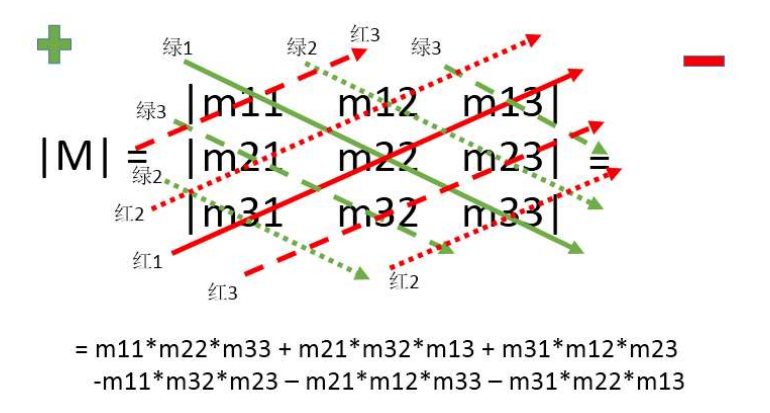 绿1 绿2 红3 绿3
绿3 |m11 m12 m13|
|M| = |m21 m22 m23| =
绿2
红2 |m31 m32 m33|
红1
红3 红2
= m11*m22*m33 + m21*m32*m13 + m31*m12*m23
-m11*m32*m23 – m21*m12*m33 – m31*m22*m13